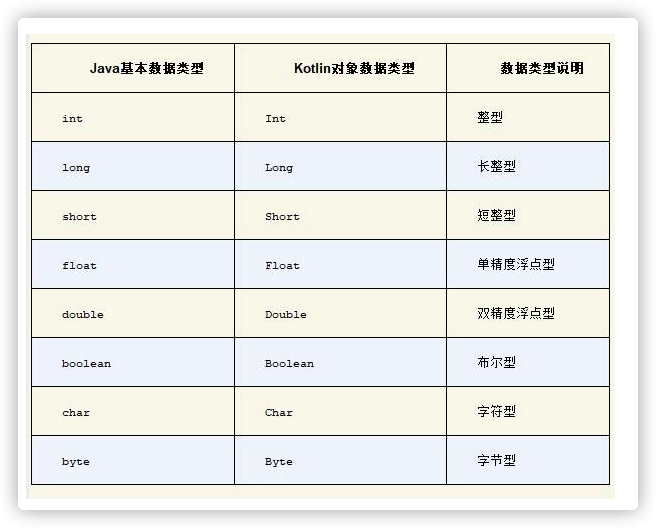 Java基本数据类型 Kotlin对象数据类型 数据类型说明
int Int 整型
long Long 长整型
short Short 短整型
float Float 单精度浮点型
double Double 双精度浮点型
boolean Boolean 布尔型
char Char 字符型
byte Byte 字节型